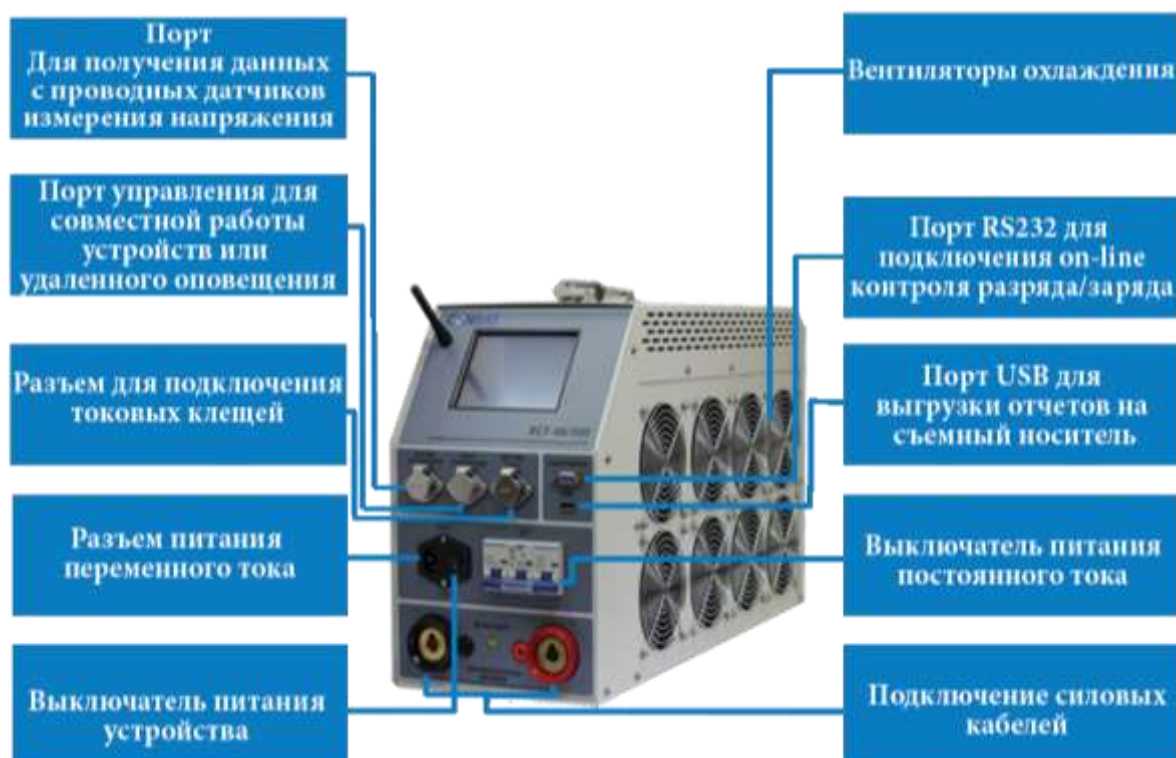 Порт
Для получения данных
с проводных датчиков
измерения напряжения
Порт управления для
совместной работы
устройств или
удаленного оповещения
Разъем для подключения
токовых клещей
Разъем питания
переменного тока
Выключатель питания
устройства
Вентиляторы охлаждения
Порт RS232 для
подключения on-line
контроля разряда/заряда
Порт USB для
выгрузки отчетов на
съемный носитель
Выключатель питания
постоянного тока
Подключение силовых
кабелей